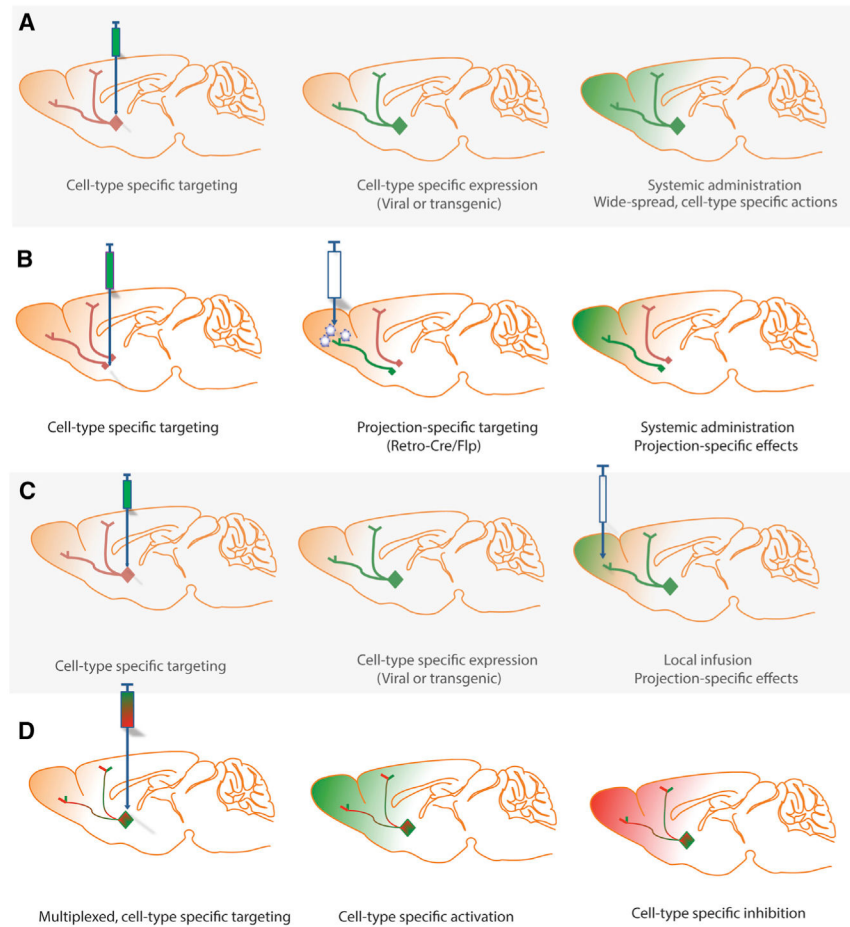 A
Cell-type specific targeting
Cell-type specific expression
(Viral or transgenic)
Systemic administration
Wide-spread, cell-type specific actions
B
Cell-type specific targeting
Projection-specific targeting
(Retro-Cre/Flp)
Systemic administration
Projection-specific effects
C
Cell-type specific targeting
Cell-type specific expression
(Viral or transgenic)
Local infusion
Projection-specific effects
D
Multiplexed, cell-type specific targeting
Cell-type specific activation
Cell-type specific inhibition